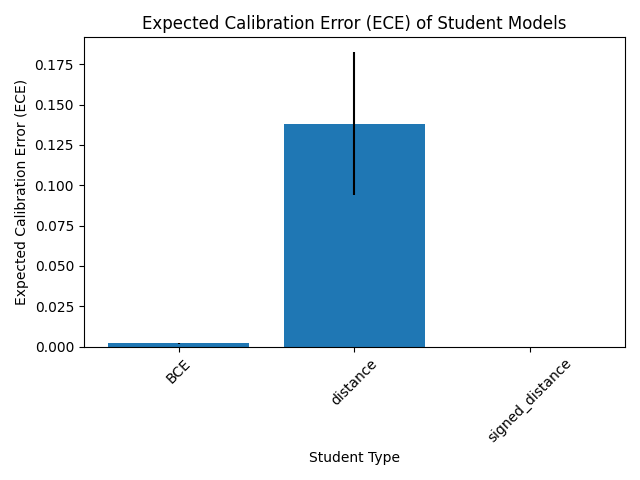 Expected Calibration Error (ECE) of Student Models
Expected Calibration Error (ECE)
0.175
0.150
0.125
0.100
0.075
0.050
0.025
0.000
BCE
distance
signed_distance
Student Type